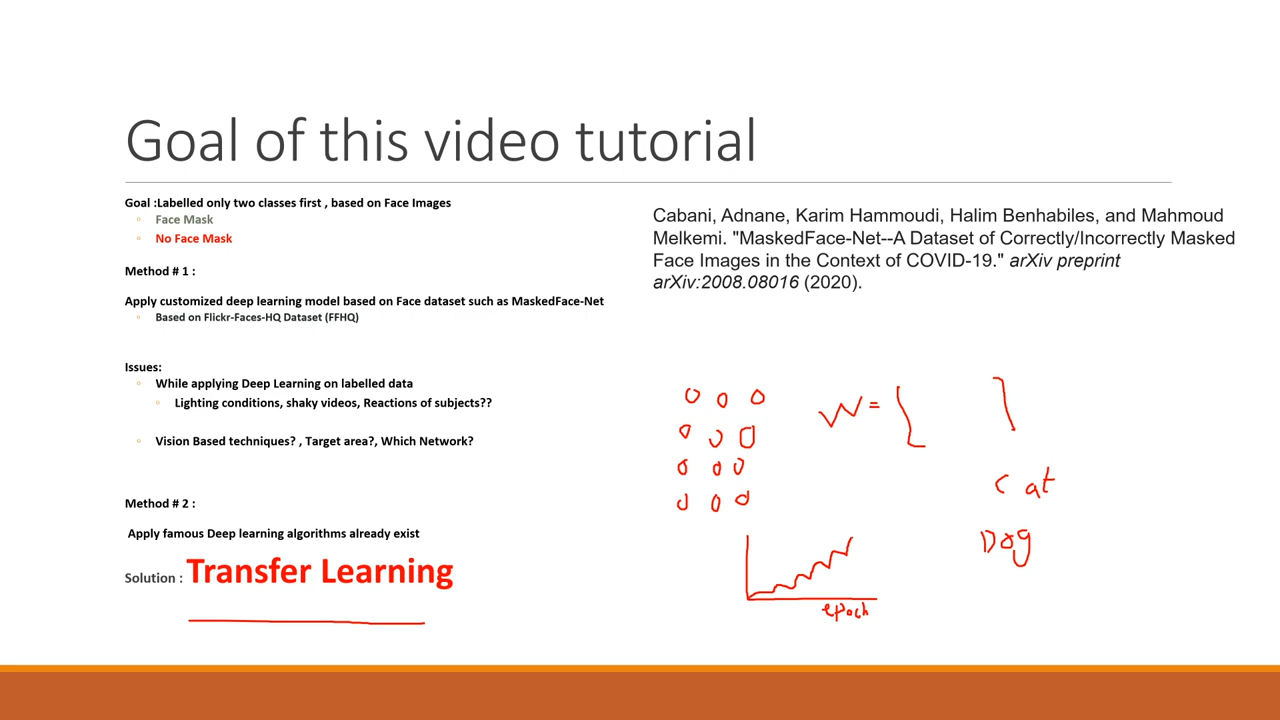 Goal of this video tutorial
Goal :Labelled only two classes first , based on Face Images
Face Mask
No Face Mask
Method # 1 :
Apply customized deep learning model based on Face dataset such as MaskedFace-Net
Based on Flickr-Faces-HQ Dataset (FFHQ)
Issues:
While applying Deep Learning on labelled data
Lighting conditions, shaky videos, Reactions of subjects??
Vision Based techniques? , Target area?, Which Network?
Method # 2 :
Apply famous Deep learning algorithms already exist
Solution : Transfer Learning
Cabani, Adnane, Karim Hammoudi, Halim Benhabiles, and Mahmoud
Melkemi. "MaskedFace-Net--A Dataset of Correctly/Incorrectly Masked
Face Images in the Context of COVID-19." arXiv preprint
arXiv:2008.08016 (2020).
W = [ ]
Cat
Dog
epoch